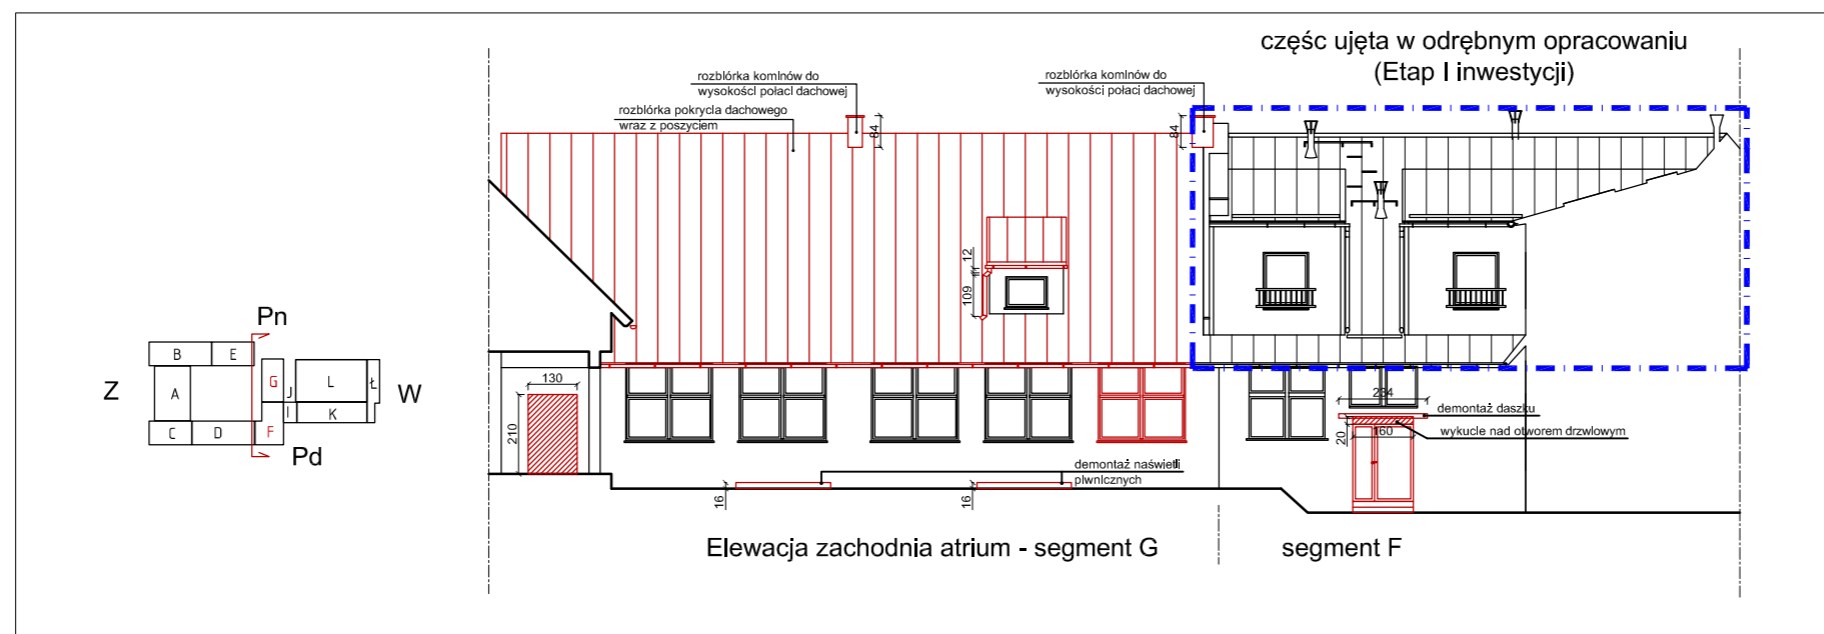 częśc ujęta w odrębnym opracowaniu
(Etap I inwestycji)
rozbiórka kominów do
wysokości połaci dachowej
rozbiórka kominów do
wysokości połaci dachowej
rozbiórka pokrycia dachowego
wraz z poszyciem
84
84
12
11
109
Pn
B
E
G
J
L
Ł
Z
A
W
I
K
C
D
F
Pd
130
210
234
demontaż daszku
160
20
wykucie nad otworem drzwiowym
demontaż naświetli
piwnicznych
16
16
Elewacja zachodnia atrium - segment G
segment F